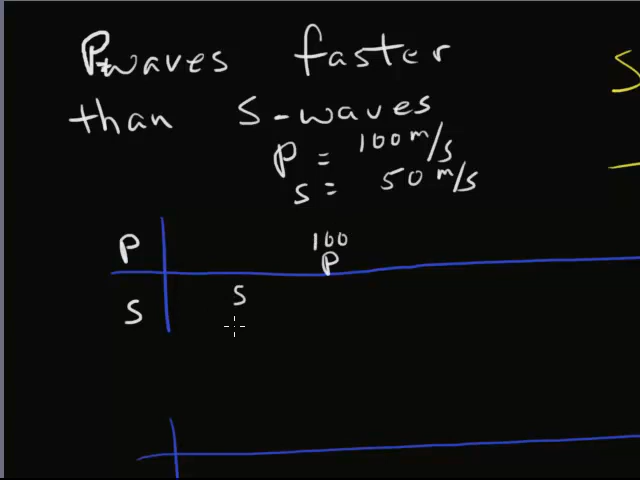 P-waves faster
than S-waves
P = 100 m/s
S = 50 m/s
P 100
P
S S
S